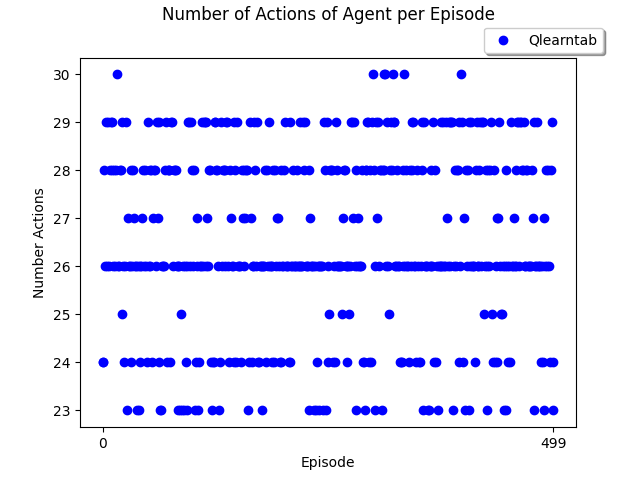 Number of Actions of Agent per Episode
Qlearntab
30
29
28
27
26
25
24
23
Number Actions
0
499
Episode